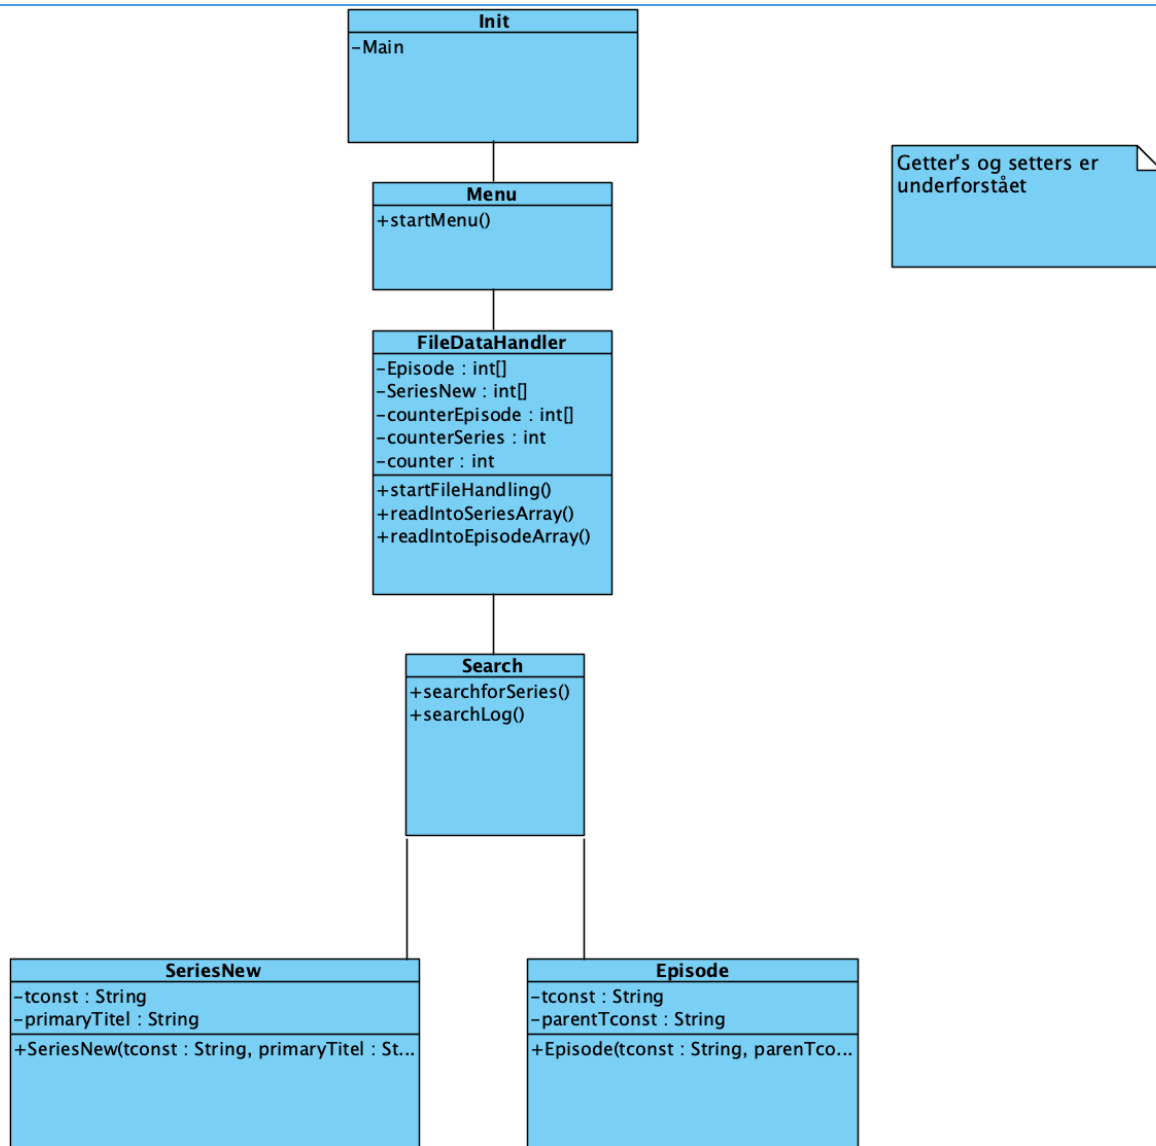 Init
-Main
Getter's og setters er
underforstået
Menu
+startMenu()
FileDataHandler
-Episode : int[]
-SeriesNew : int[]
-counterEpisode : int[]
-counterSeries : int
-counter : int
+startFileHandling()
+readIntoSeriesArray()
+readIntoEpisodeArray()
Search
+searchforSeries()
+searchLog()
SeriesNew
-tconst : String
-primaryTitel : String
+SeriesNew(tconst : String, primaryTitel : St...
Episode
-tconst : String
-parentTconst : String
+Episode(tconst : String, parenTco...